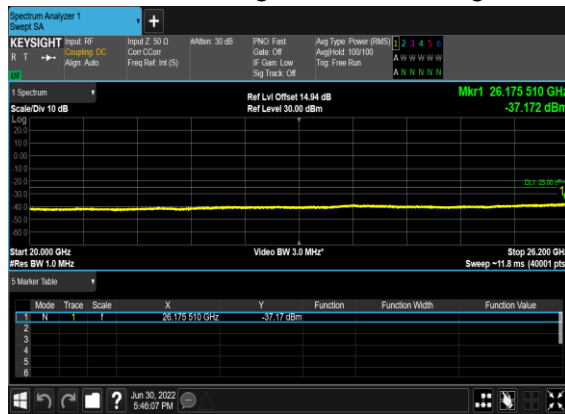 Spectrum Analyzer 1
Swept SA
+
KEYSIGHT Input: RF Input Z: 50 Ω #Atten: 30 dB PNO: Fast Avg Type: Power (RMS) 1 2 3 4 5 6
R T Coupling: DC Corr CCorr Gate: Off Avg|Hold: 100/100 A W W W W W
Align: Auto Freq Ref: Int (S) IF Gain: Low Trig: Free Run
LW Sig Track: Off A N N N N N
1 Spectrum Ref Lvl Offset 14.94 dB Mkr1 26.175 510 GHz
Scale/Div 10 dB Ref Level 30.00 dBm -37.172 dBm
Log
20.0
10.0
0.00
-10.0
-20.0 DL1 -25.00
1
-30.0
-40.0
-50.0
-60.0
Start 20.000 GHz Video BW 3.0 MHz* Stop 26.200 GHz
#Res BW 1.0 MHz Sweep ~11.8 ms (40001 pts
5 Marker Table
Mode Trace Scale X Y Function Function Width Function Value
1 N 1 f 26.175 510 GHz -37.17 dBm
2
3
4
5
6
? Jun 30, 2022
5:46:07 PM